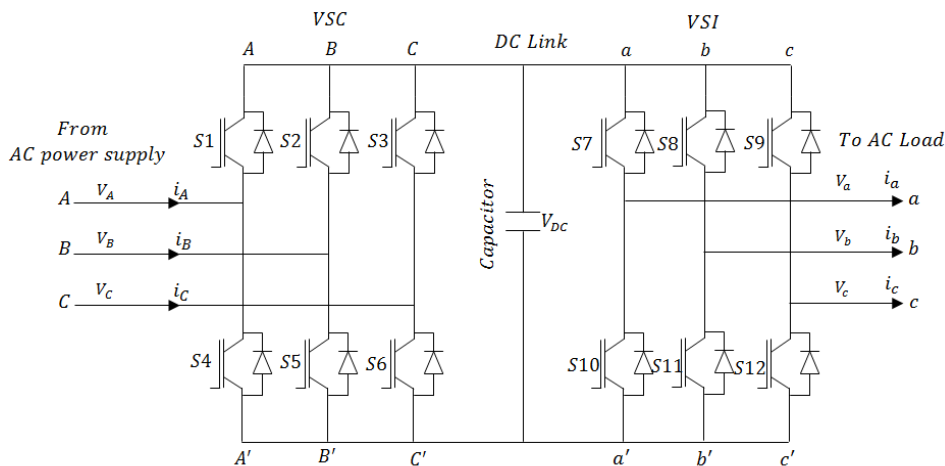 VSC
VSI
A
B
C
DC Link
a
b
c
From
AC power supply
S1
S2
S3
S7
S8
S9
To AC Load
A
V_A
i_A
V_a
i_a
a
B
V_B
i_B
Capacitor
V_DC
V_b
i_b
b
C
V_C
i_C
V_c
i_c
c
S4
S5
S6
S10
S11
S12
A'
B'
C'
a'
b'
c'